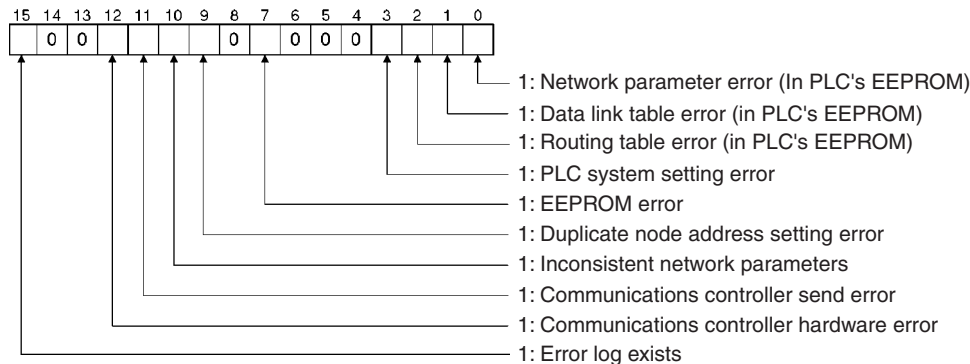 15 14 13 12 11 10 9 8 7 6 5 4 3 2 1 0
0 0 0 0 0 0
1: Network parameter error (In PLC's EEPROM)
1: Data link table error (in PLC's EEPROM)
1: Routing table error (in PLC's EEPROM)
1: PLC system setting error
1: EEPROM error
1: Duplicate node address setting error
1: Inconsistent network parameters
1: Communications controller send error
1: Communications controller hardware error
1: Error log exists